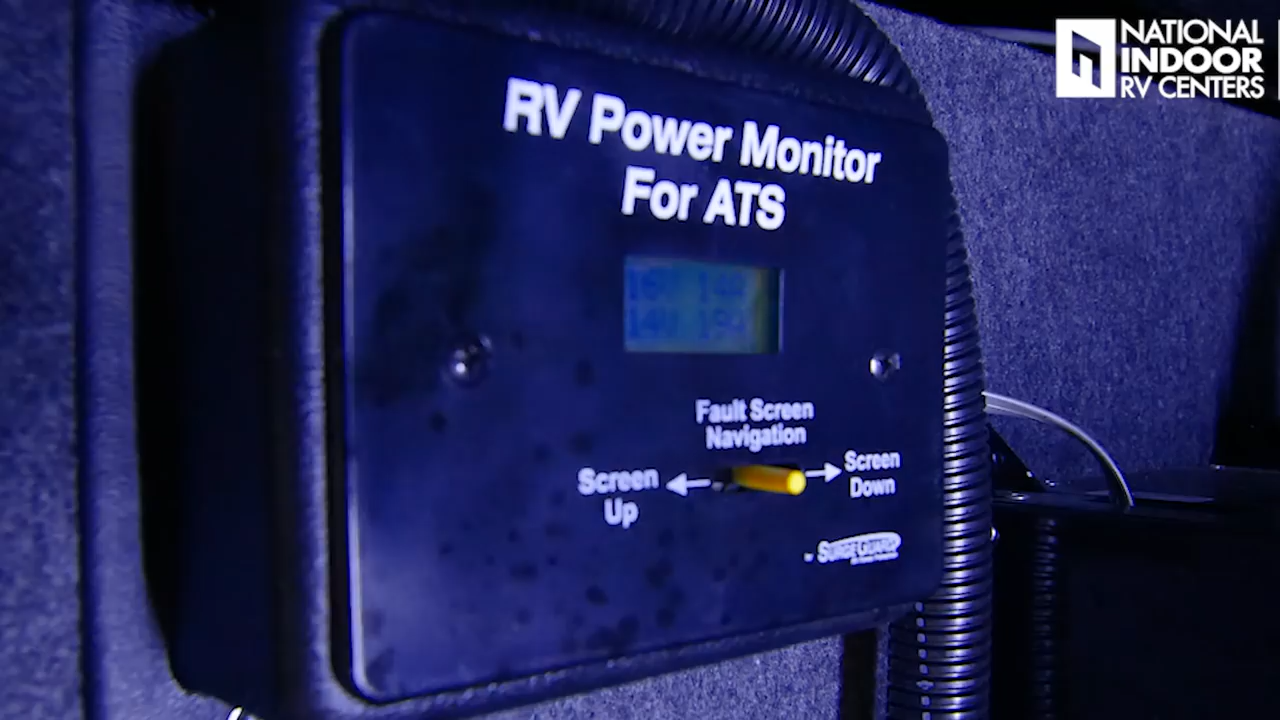 NATIONAL
INDOOR
RV CENTERS
RV Power Monitor
For ATS
Fault Screen
Navigation
Screen
Up
Screen
Down
SURGE GUARD